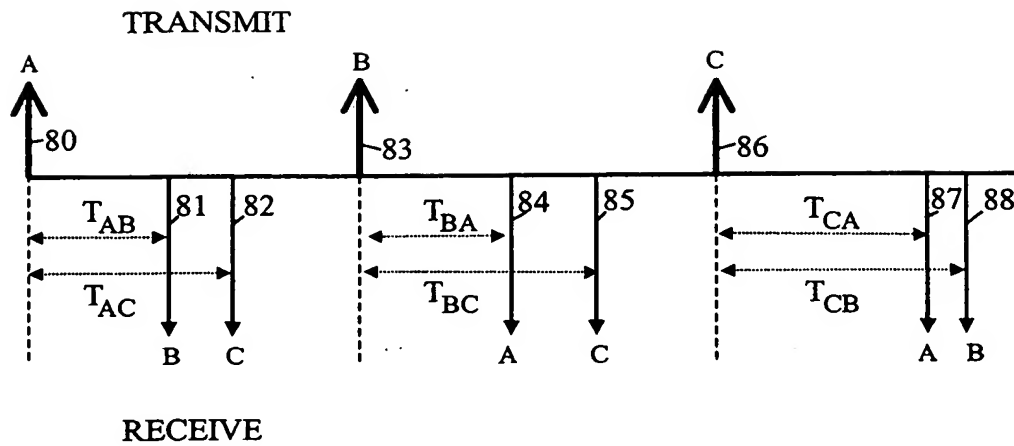 TRANSMIT
A B C
80 83 86
81 82 84 85 87 88
T_AB T_BA T_CA
T_AC T_BC T_CB
B C A C A B
RECEIVE